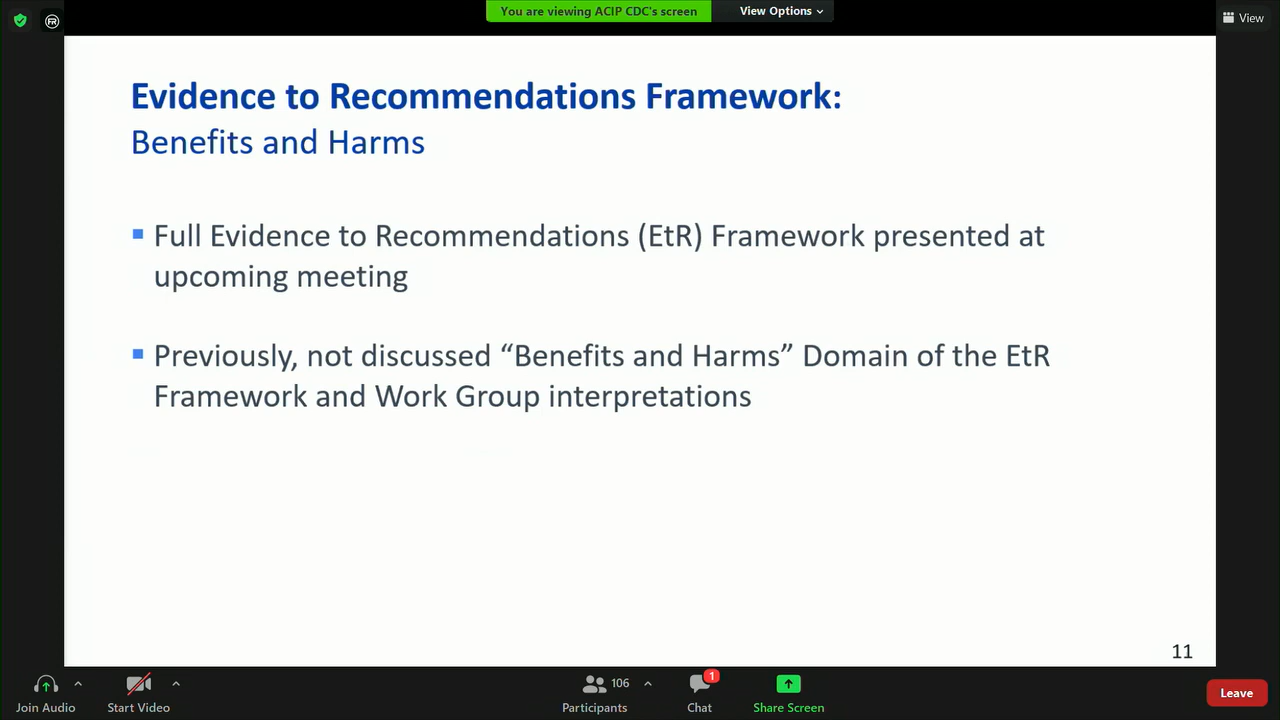 You are viewing ACIP CDC's screen
View Options
View
Evidence to Recommendations Framework:
Benefits and Harms
Full Evidence to Recommendations (EtR) Framework presented at
upcoming meeting
Previously, not discussed “Benefits and Harms” Domain of the EtR
Framework and Work Group interpretations
11
Join Audio
Start Video
106
Participants
1
Chat
Share Screen
Leave